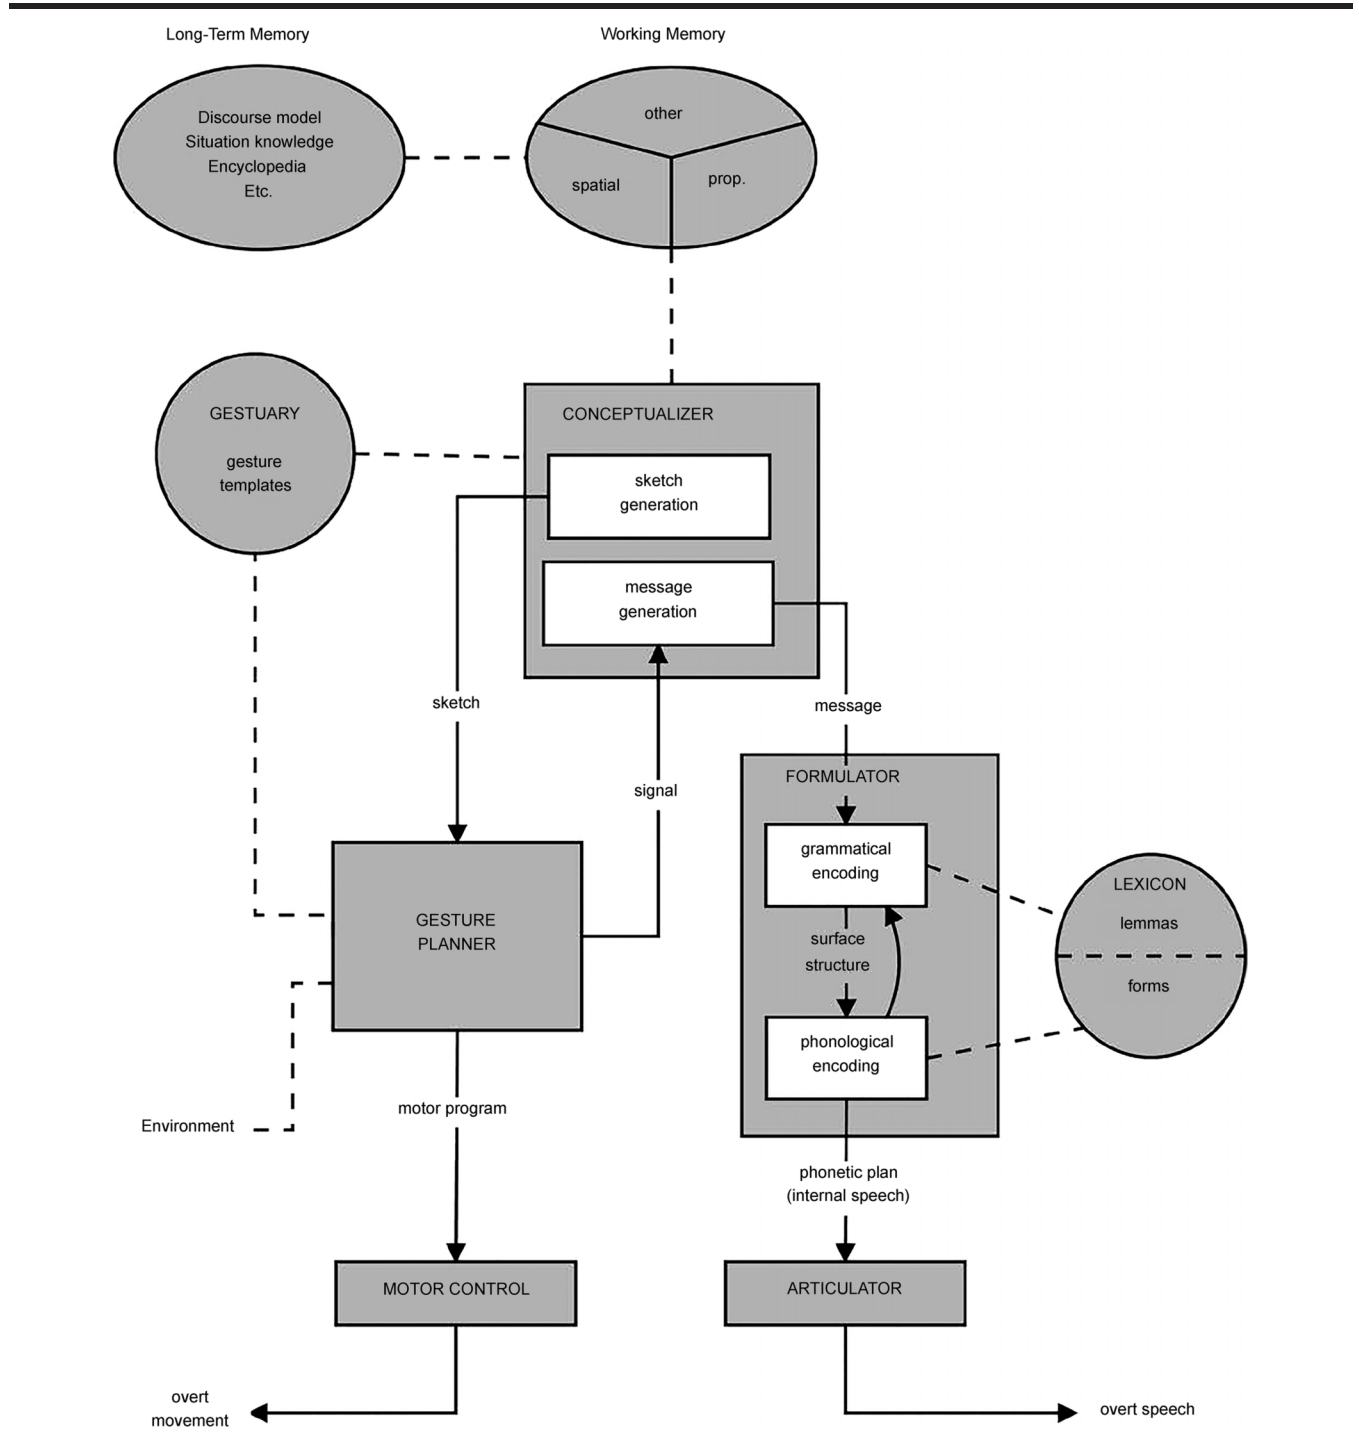 Long-Term Memory
Working Memory
Discourse model
Situation knowledge
Encyclopedia
Etc.
other
spatial
prop.
GESTUARY
gesture
templates
CONCEPTUALIZER
sketch
generation
message
generation
sketch
signal
message
FORMULATOR
grammatical
encoding
surface
structure
phonological
encoding
LEXICON
lemmas
forms
GESTURE
PLANNER
Environment
motor program
phonetic plan
(internal speech)
MOTOR CONTROL
ARTICULATOR
overt
movement
overt speech